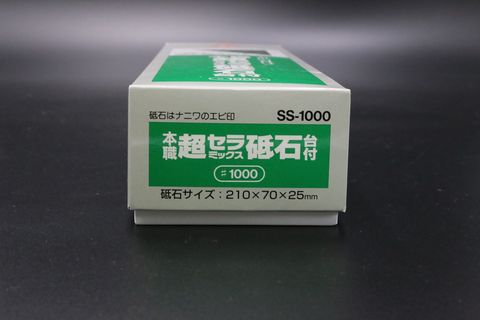 砥石はナニワのエビ印 SS-1000
本職 超セラミックス砥石 台付
♯1000
砥石サイズ：210×70×25mm